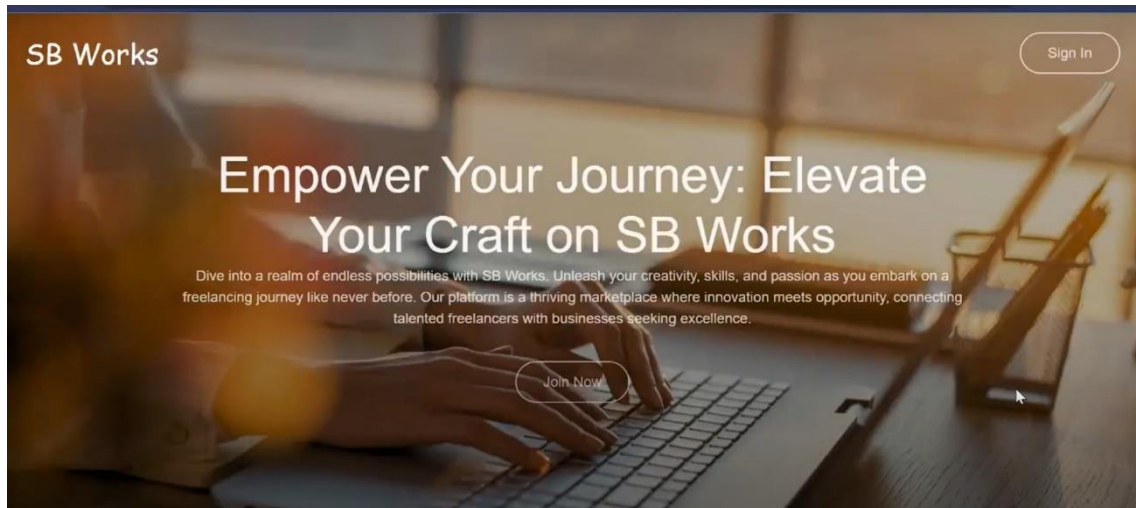 SB Works
Sign In
Empower Your Journey: Elevate
Your Craft on SB Works
Dive into a realm of endless possibilities with SB Works. Unleash your creativity, skills, and passion as you embark on a
freelancing journey like never before. Our platform is a thriving marketplace where innovation meets opportunity, connecting
talented freelancers with businesses seeking excellence.
Join Now